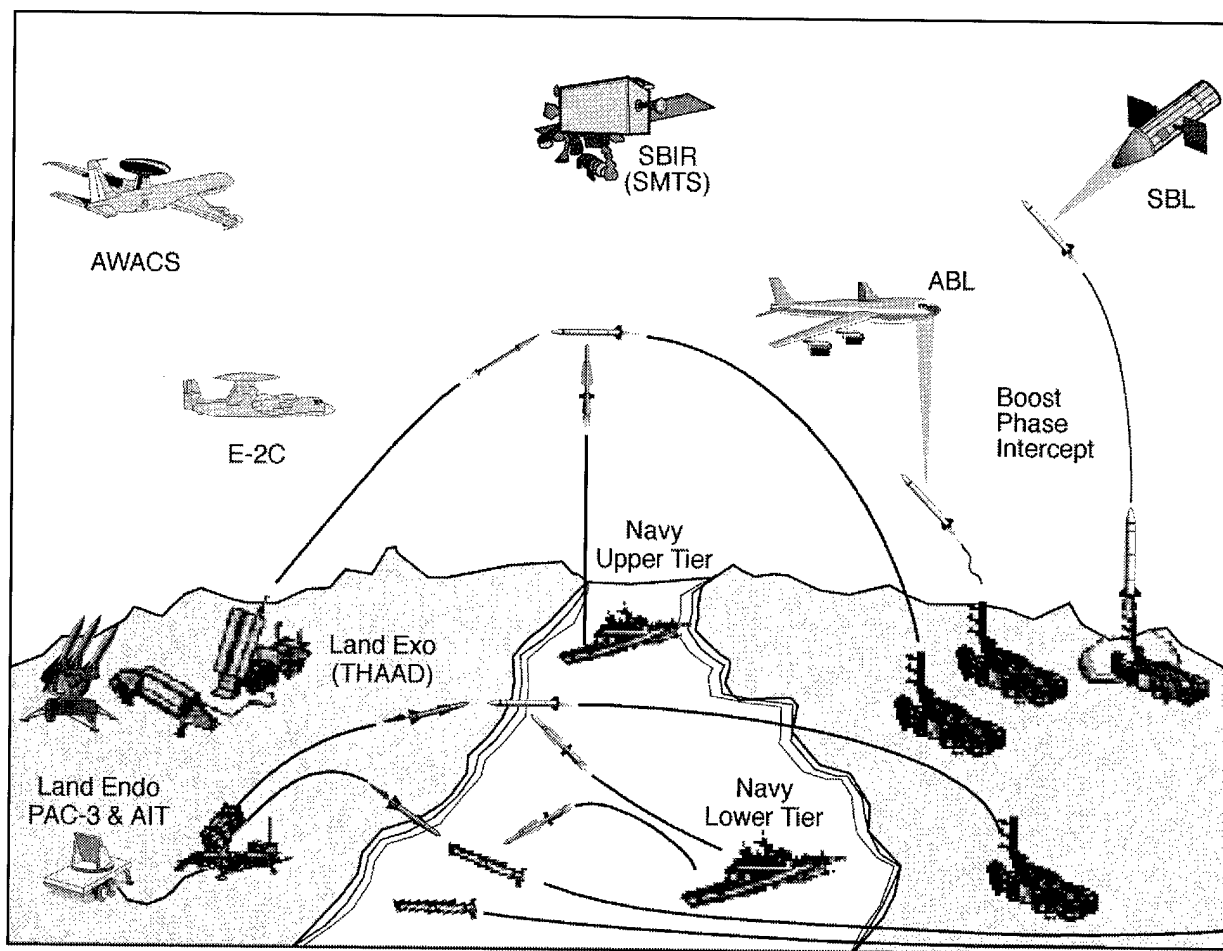 SBIR
(SMTS)
SBL
AWACS
ABL
E-2C
Boost
Phase
Intercept
Navy
Upper Tier
Land Exo
(THAAD)
Land Endo
PAC-3 & AIT
Navy
Lower Tier